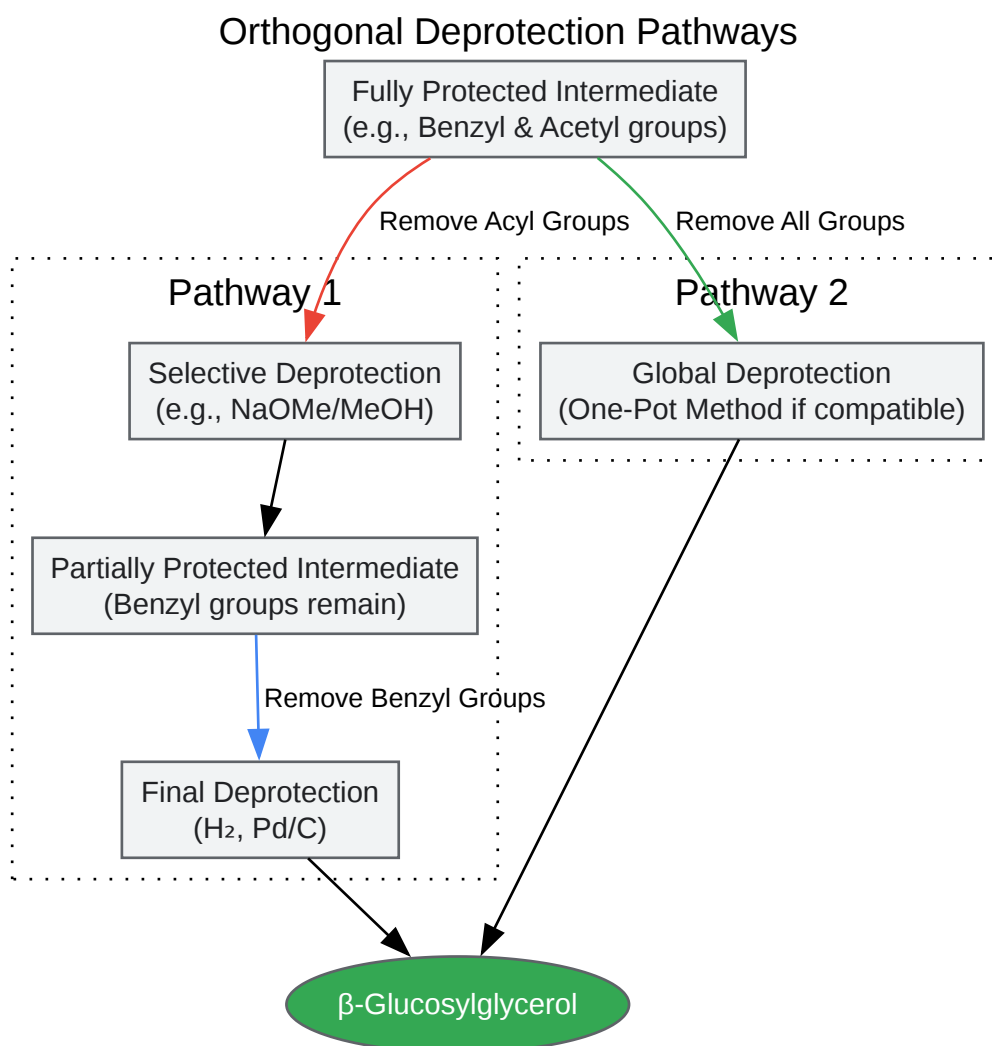 Orthogonal Deprotection Pathways
Fully Protected Intermediate
(e.g., Benzyl & Acetyl groups)
Remove Acyl Groups
Remove All Groups
Pathway 1
Selective Deprotection
(e.g., NaOMe/MeOH)
Partially Protected Intermediate
(Benzyl groups remain)
Remove Benzyl Groups
Final Deprotection
(H₂, Pd/C)
Pathway 2
Global Deprotection
(One-Pot Method if compatible)
β-Glucosylglycerol